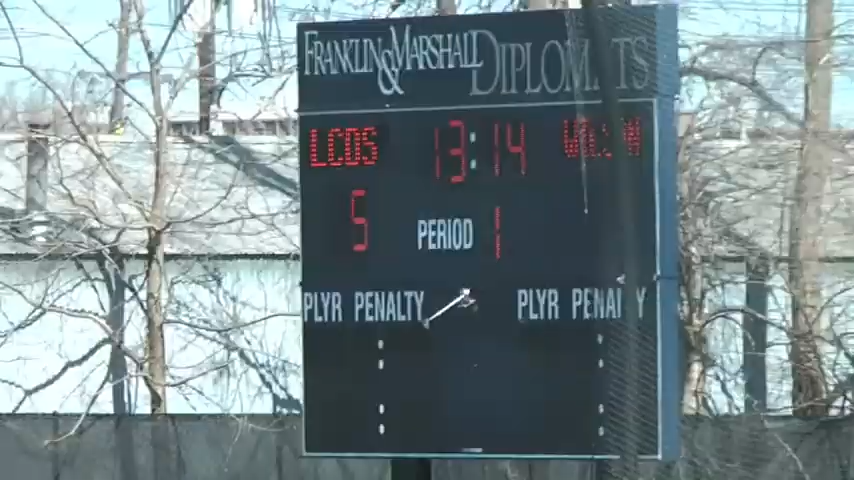 FRANKLIN & MARSHALL DIPLOMATS
LCDS 13:14
5 PERIOD 1
PLYR PENALTY PLYR PENALTY